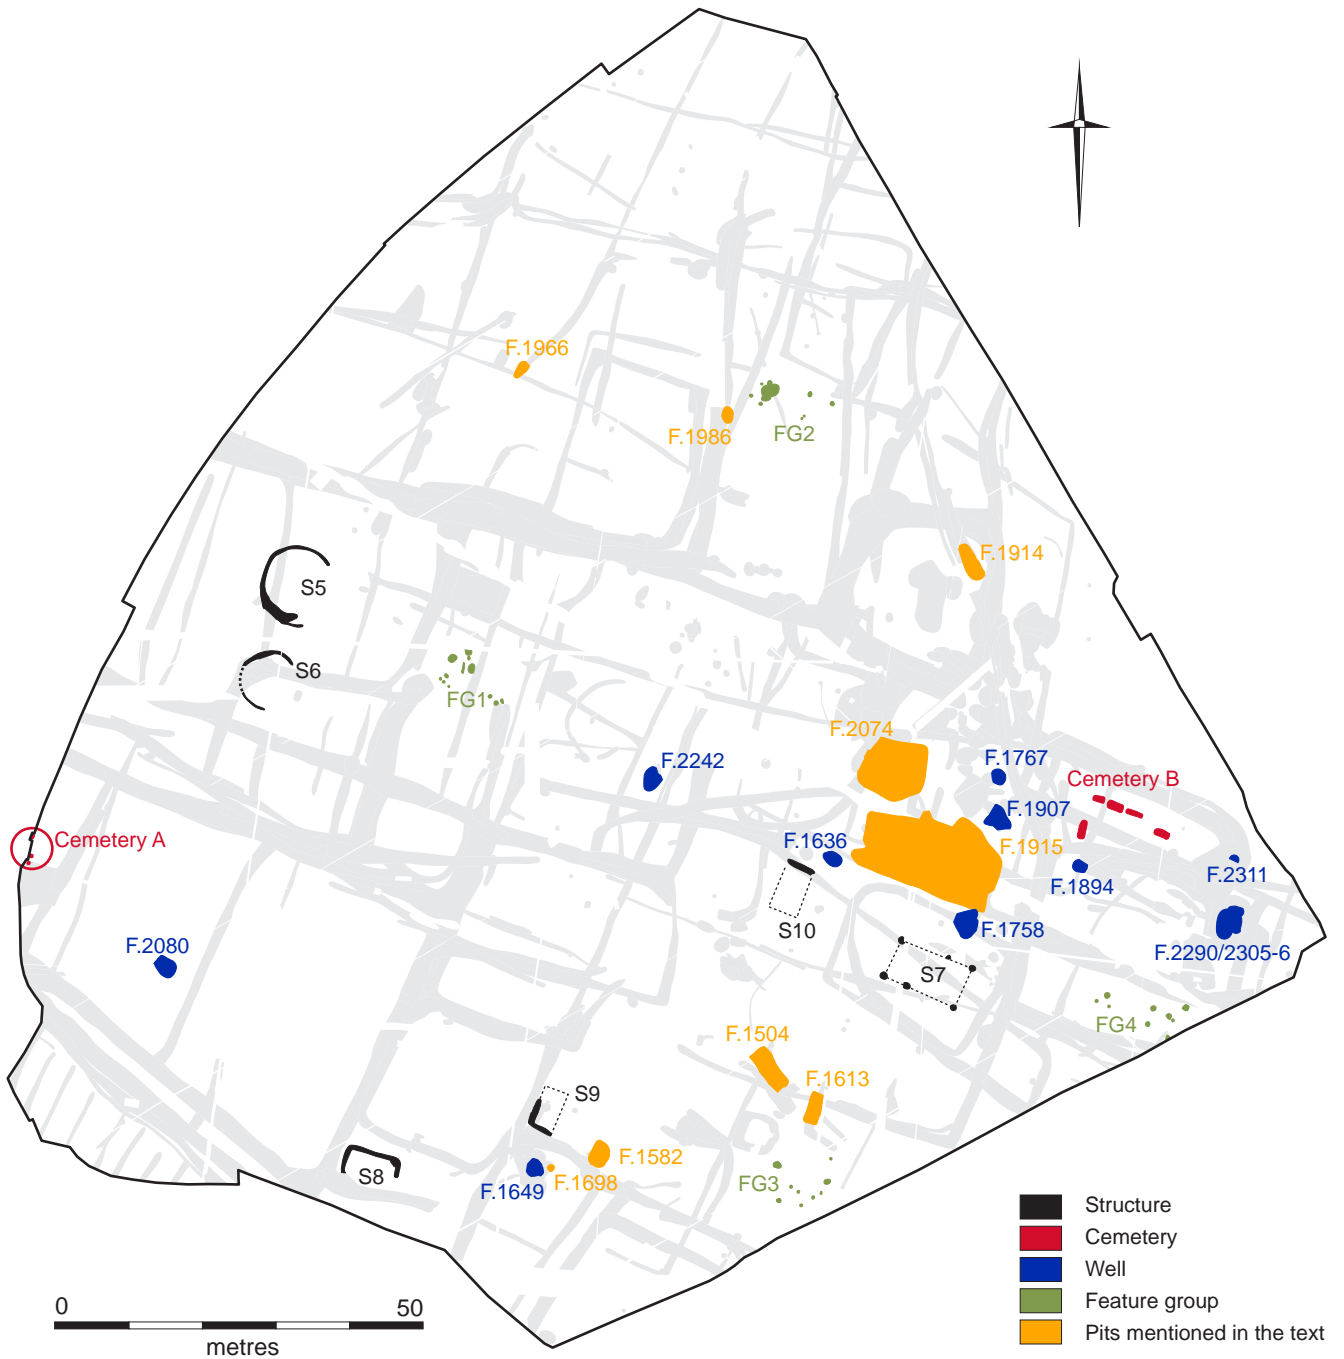 F.1966
F.1986
FG2
F.1914
S5
S6
FG1
F.2074
F.2242
F.1767
Cemetery B
F.1907
Cemetery A
F.1636
F.1915
F.1894
F.2311
S10
F.1758
F.2080
F.2290/2305-6
S7
FG4
F.1504
F.1613
S9
F.1582
S8
F.1649
F.1698
FG3
Structure
Cemetery
Well
Feature group
Pits mentioned in the text
0 50
metres